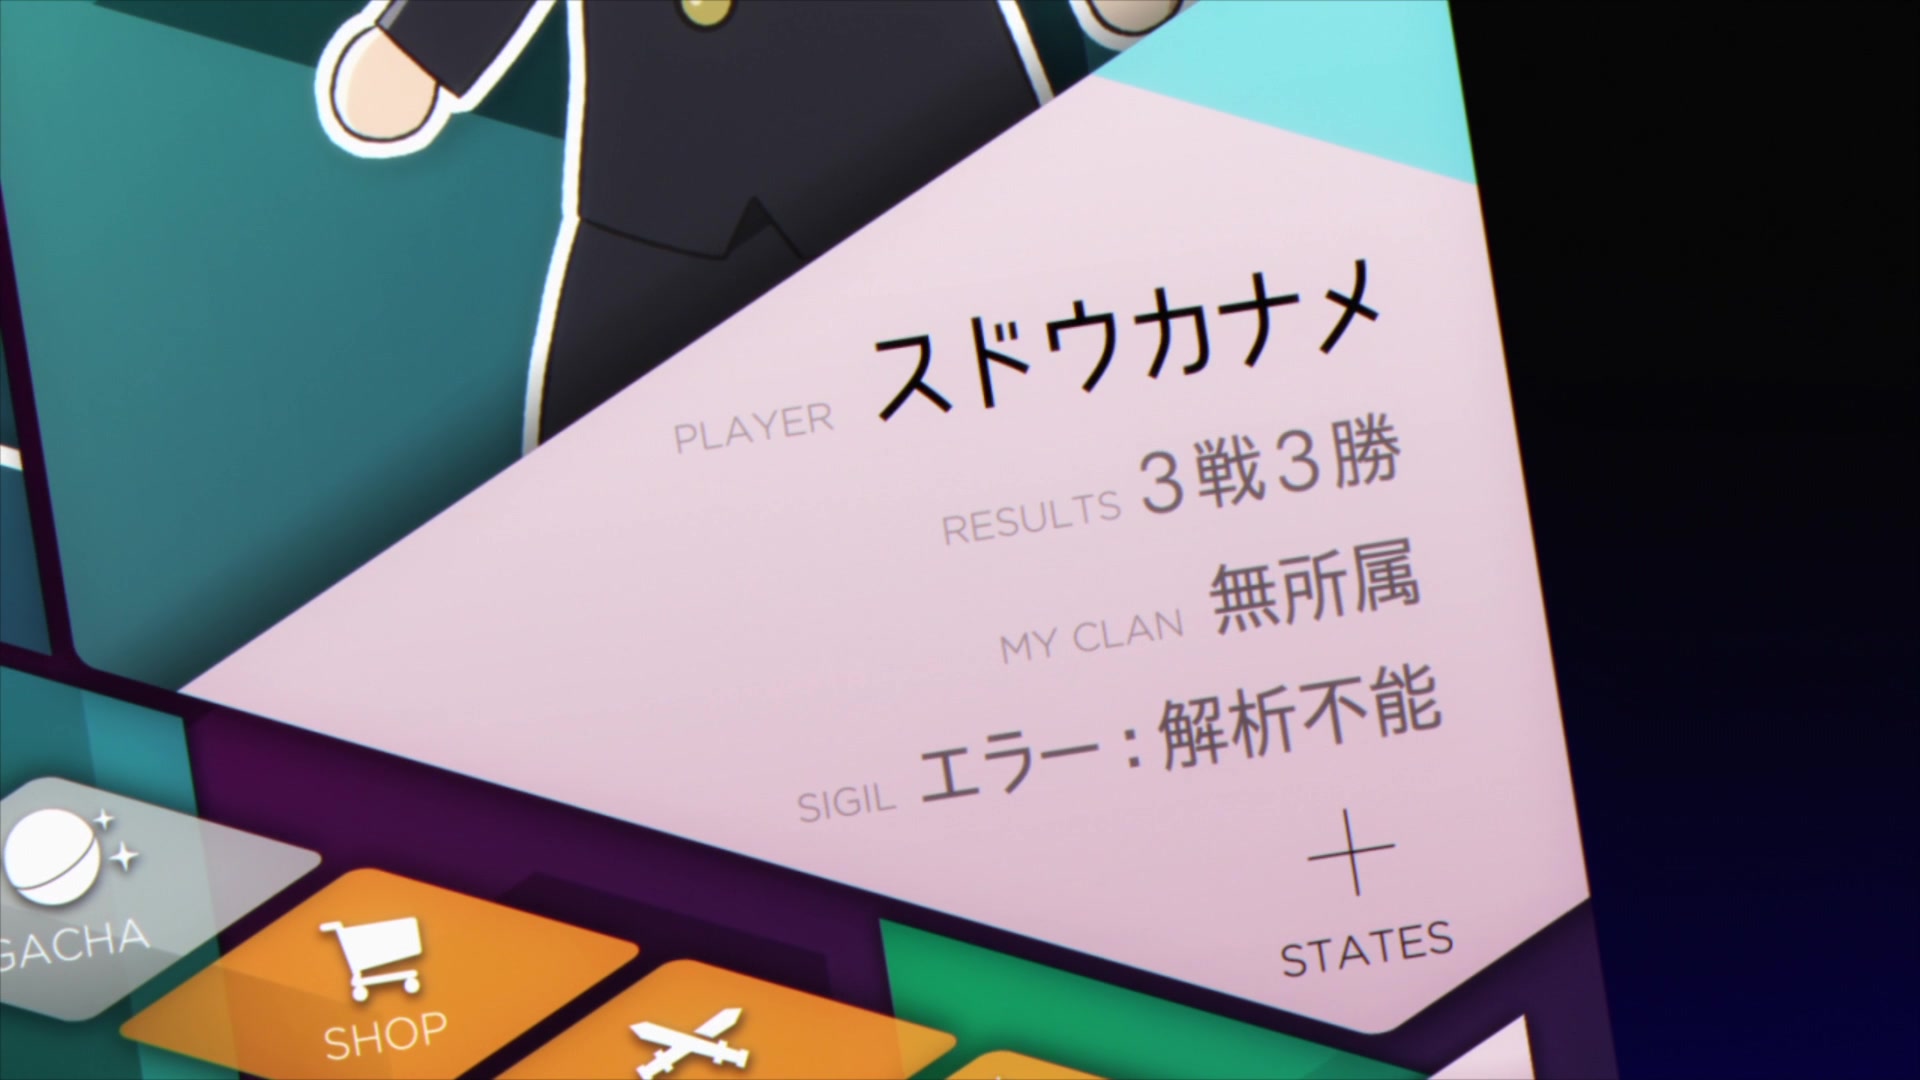 PLAYER スドウカナメ
RESULTS 3戦3勝
MY CLAN 無所属
SIGIL エラー：解析不能
STATES
GACHA
SHOP